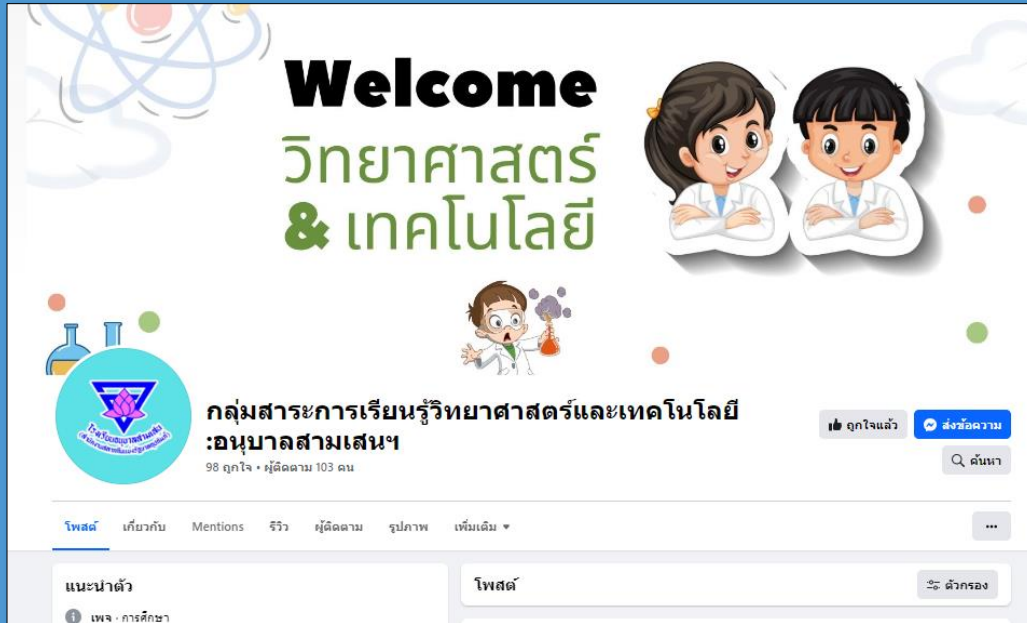 Welcome
วิทยาศาสตร์
& เทคโนโลยี
กลุ่มสาระการเรียนรู้วิทยาศาสตร์และเทคโนโลยี
:อนุบาลสามเสนฯ
98 ถูกใจ • ผู้ติดตาม 103 คน
ถูกใจแล้ว
ส่งข้อความ
ค้นหา
โพสต์ เกี่ยวกับ Mentions รีวิว ผู้ติดตาม รูปภาพ เพิ่มเติม
แนะนำตัว
เพจ · การศึกษา
โพสต์
ตัวกรอง